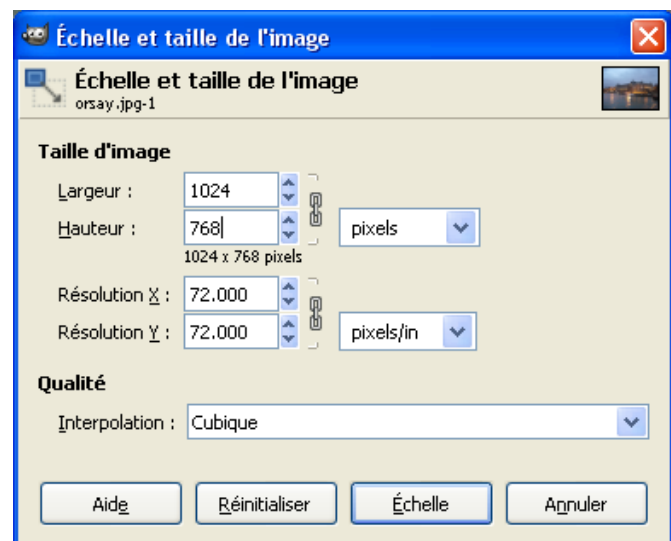 Échelle et taille de l'image
Échelle et taille de l'image
orsay.jpg-1
Taille d'image
Largeur : 1024
Hauteur : 768 pixels
1024 x 768 pixels
Résolution X : 72.000
Résolution Y : 72.000 pixels/in
Qualité
Interpolation : Cubique
Aide Réinitialiser Échelle Annuler